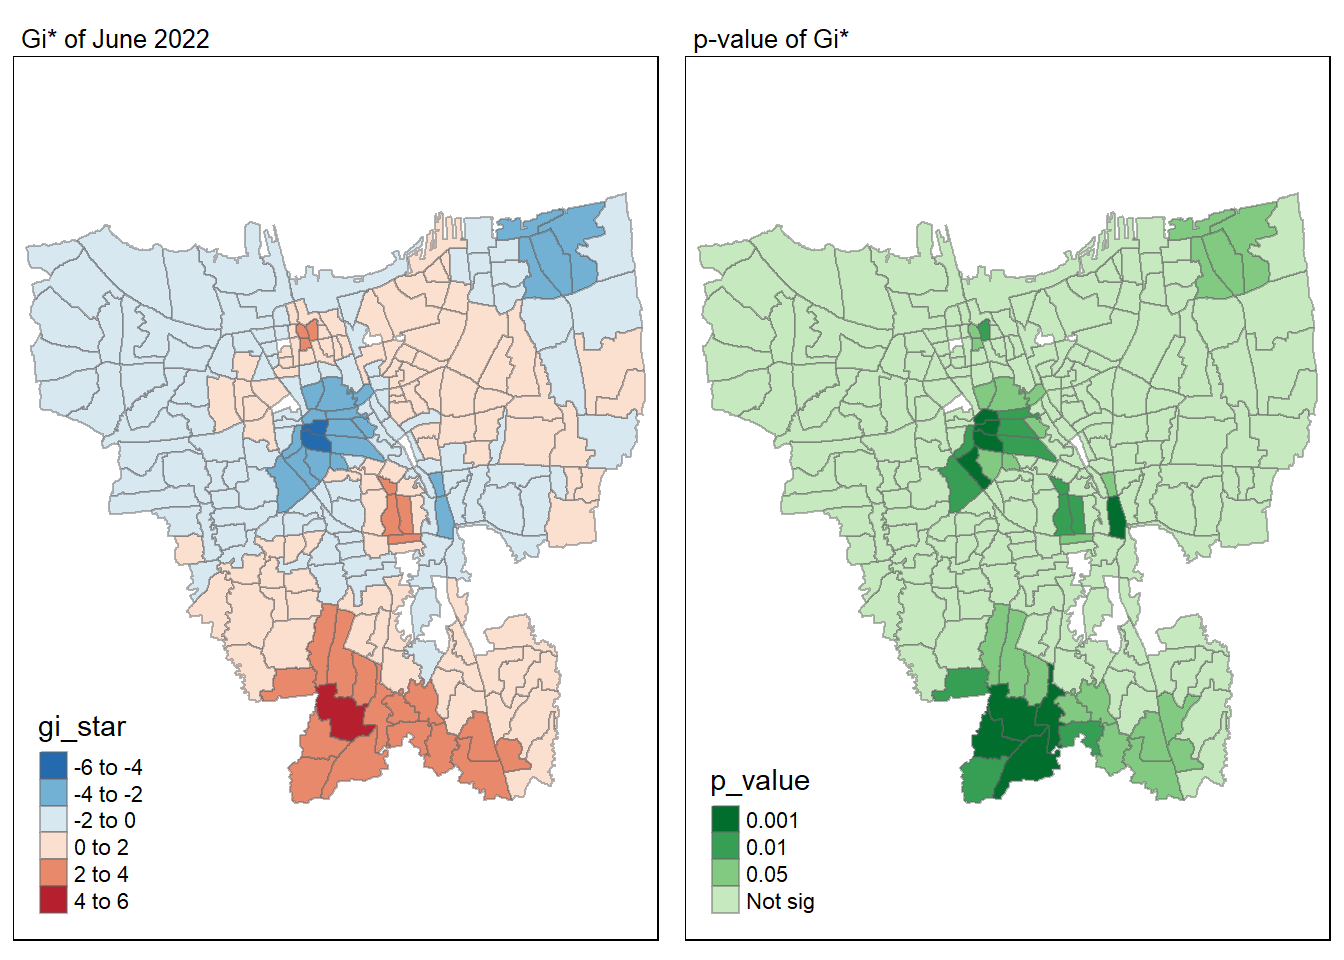 Gi* of June 2022
gi_star
-6 to -4
-4 to -2
-2 to 0
0 to 2
2 to 4
4 to 6
p-value of Gi*
p_value
0.001
0.01
0.05
Not sig